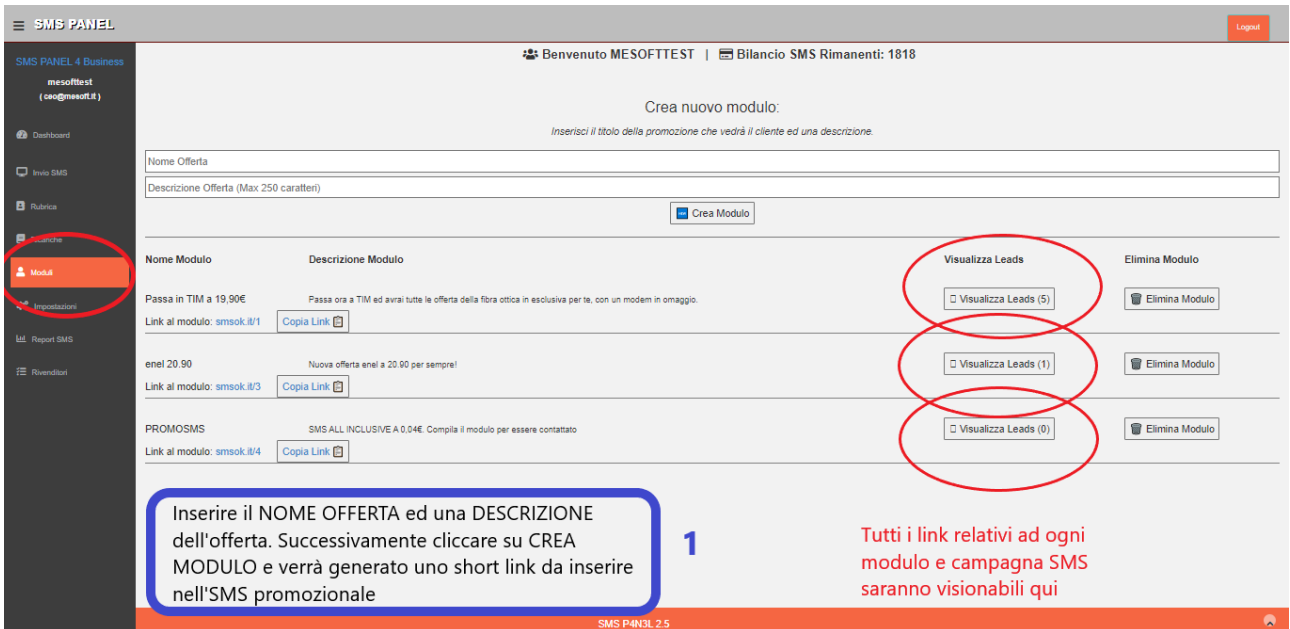 SMS PANEL
Logout
SMS PANEL 4 Business
mesofttest
( ceo@mesoft.it )
Dashboard
Invio SMS
Rubrica
Moduli
Impostazioni
Report SMS
Rivenditori
Benvenuto MESOFTTEST | Bilancio SMS Rimanenti: 1818
Crea nuovo modulo:
Inserisci il titolo della promozione che vedrà il cliente ed una descrizione.
Nome Offerta
Descrizione Offerta (Max 250 caratteri)
Crea Modulo
Nome Modulo Descrizione Modulo Visualizza Leads Elimina Modulo
Passa in TIM a 19,90€ Passa ora a TIM ed avrai tutte le offerta della fibra ottica in esclusiva per te, con un modem in omaggio. Visualizza Leads (5) Elimina Modulo
Link al modulo: smsok.it/1 Copia Link
enel 20.90 Nuova offerta enel a 20.90 per sempre! Visualizza Leads (1) Elimina Modulo
Link al modulo: smsok.it/3 Copia Link
PROMOSMS SMS ALL INCLUSIVE A 0,04€. Compila il modulo per essere contattato Visualizza Leads (0) Elimina Modulo
Link al modulo: smsok.it/4 Copia Link
Inserire il NOME OFFERTA ed una DESCRIZIONE
dell'offerta. Successivamente cliccare su CREA
MODULO e verrà generato uno short link da inserire
nell'SMS promozionale
1
Tutti i link relativi ad ogni
modulo e campagna SMS
saranno visionabili qui
SMS P4N3L 2.5